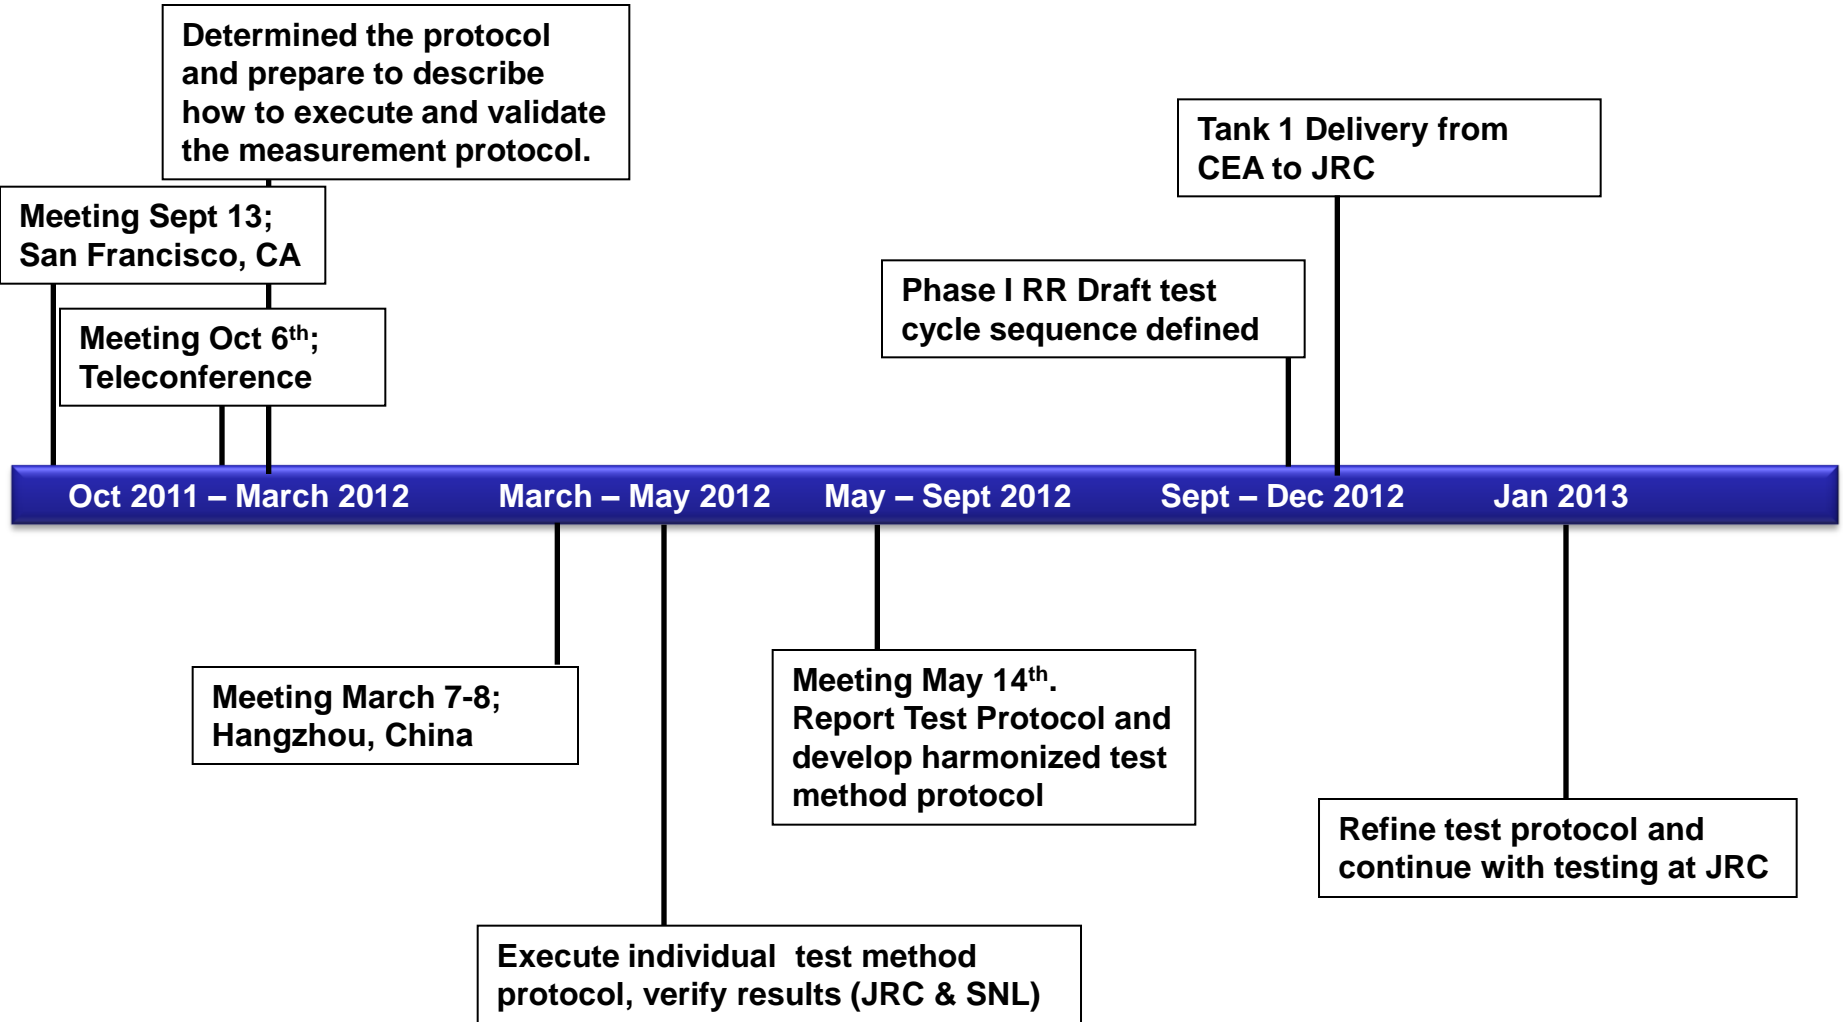 Determined the protocol
and prepare to describe
how to execute and validate
the measurement protocol.
Meeting Sept 13;
San Francisco, CA
Meeting Oct 6th;
Teleconference
Tank 1 Delivery from
CEA to JRC
Phase I RR Draft test
cycle sequence defined
Oct 2011 – March 2012 March – May 2012 May – Sept 2012 Sept – Dec 2012 Jan 2013
Meeting March 7-8;
Hangzhou, China
Meeting May 14th.
Report Test Protocol and
develop harmonized test
method protocol
Refine test protocol and
continue with testing at JRC
Execute individual  test method
protocol, verify results (JRC & SNL)